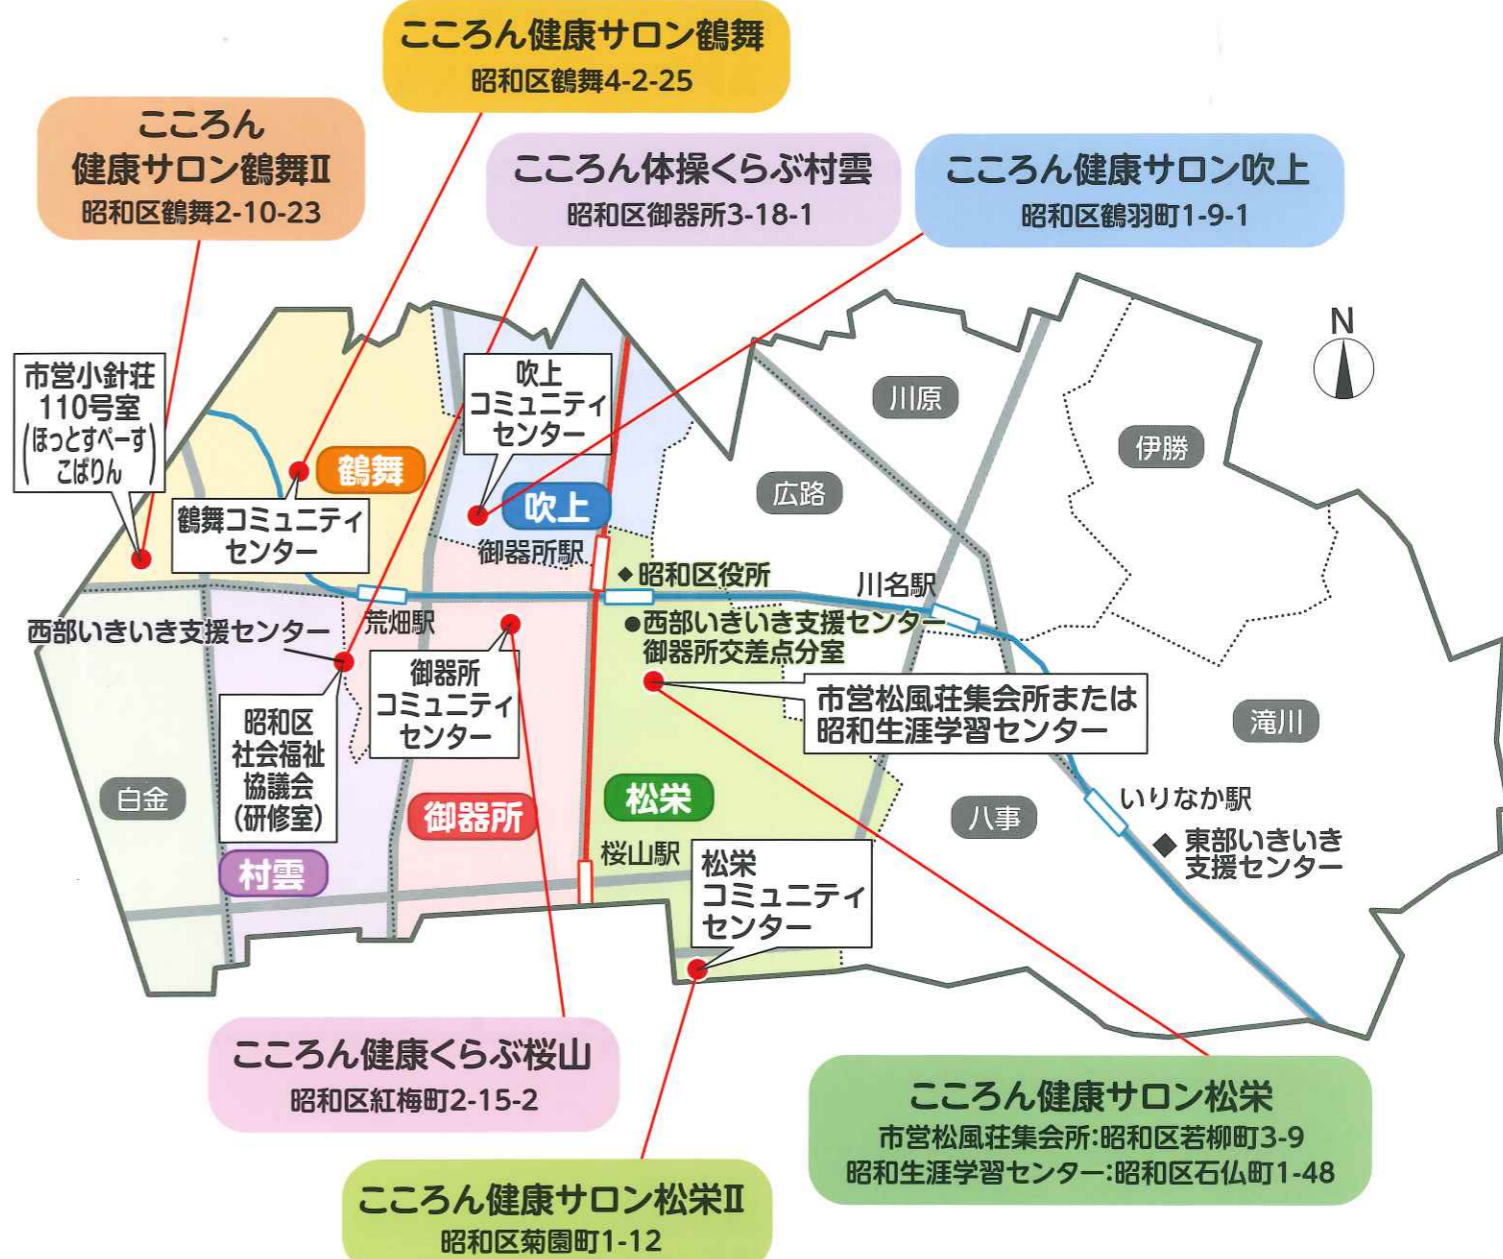 こころん健康サロン鶴舞
昭和区鶴舞4-2-25
こころん
健康サロン鶴舞Ⅱ
昭和区鶴舞2-10-23
こころん体操くらぶ村雲
昭和区御器所3-18-1
こころん健康サロン吹上
昭和区鶴羽町1-9-1
N
市営小針荘
110号室
(ほっとすぺーす
こばりん)
吹上
コミュニティ
センター
川原
伊勝
鶴舞
広路
吹上
鶴舞コミュニティ
センター
御器所駅
◆昭和区役所
川名駅
荒畑駅
西部いきいき支援センター
●西部いきいき支援センター
御器所交差点分室
御器所
コミュニティ
センター
市営松風荘集会所または
昭和生涯学習センター
滝川
昭和区
社会福祉
協議会
(研修室)
白金
御器所
松栄
八事
いりなか駅
◆東部いきいき
支援センター
村雲
桜山駅
松栄
コミュニティ
センター
こころん健康くらぶ桜山
昭和区紅梅町2-15-2
こころん健康サロン松栄
市営松風荘集会所:昭和区若柳町3-9
昭和生涯学習センター:昭和区石仏町1-48
こころん健康サロン松栄Ⅱ
昭和区菊園町1-12